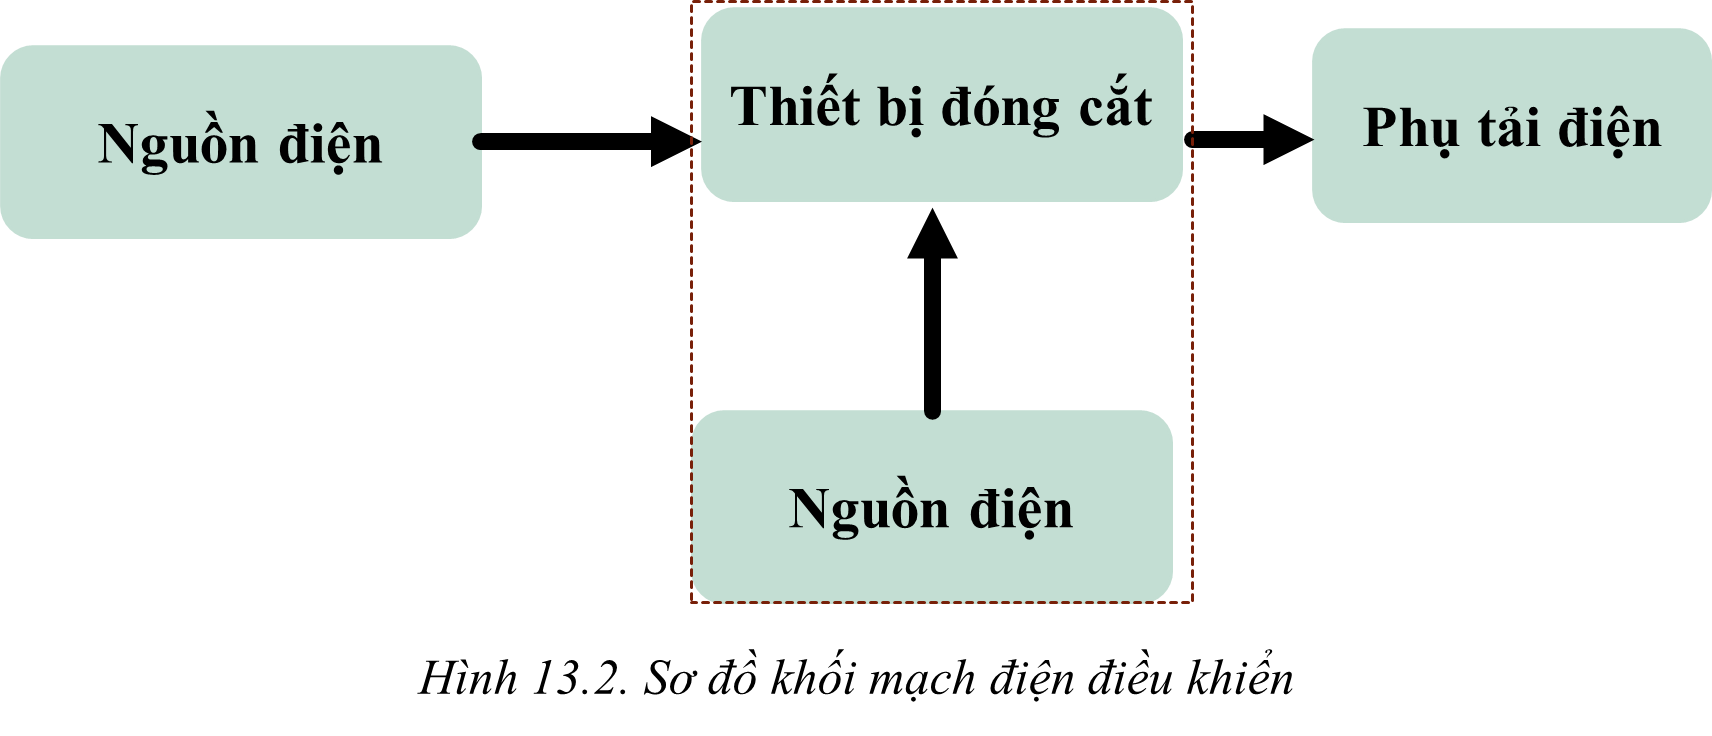 Nguồn điện
Thiết bị đóng cắt
Phụ tải điện
Nguồn điện
Hình 13.2. Sơ đồ khối mạch điện điều khiển